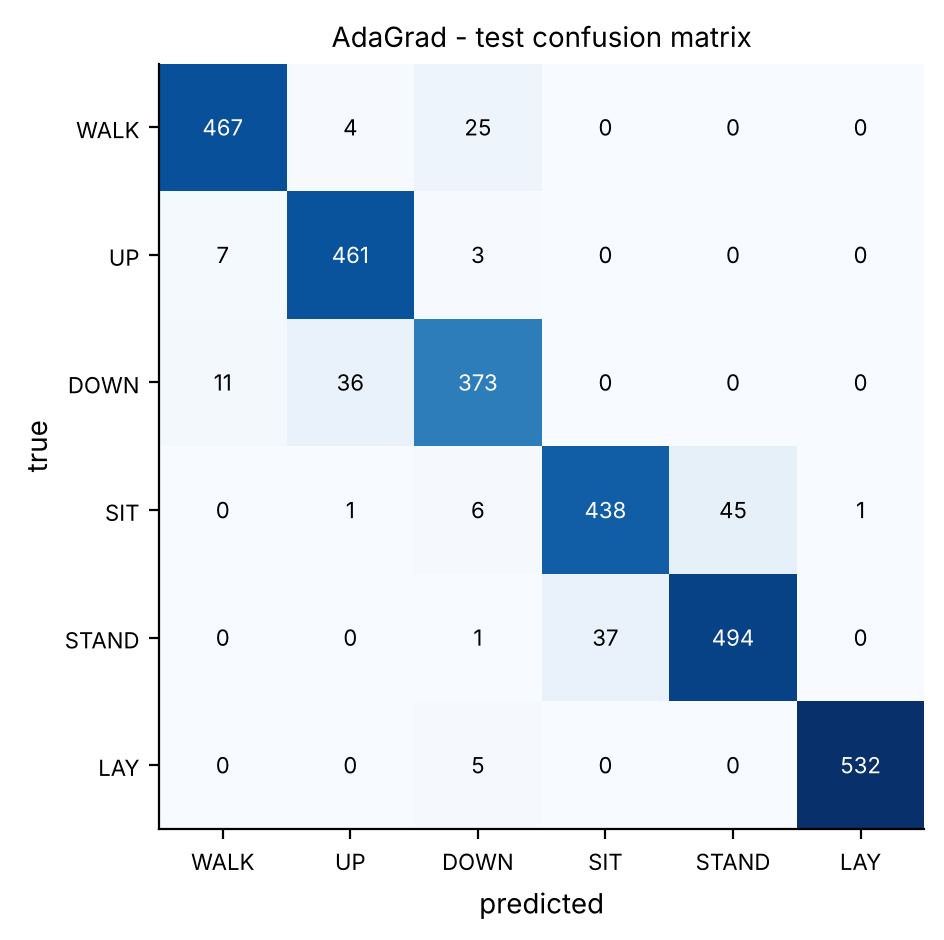 AdaGrad - test confusion matrix
WALK 467 4 25 0 0 0
UP 7 461 3 0 0 0
DOWN 11 36 373 0 0 0
true
SIT 0 1 6 438 45 1
STAND 0 0 1 37 494 0
LAY 0 0 5 0 0 532
WALK UP DOWN SIT STAND LAY
predicted